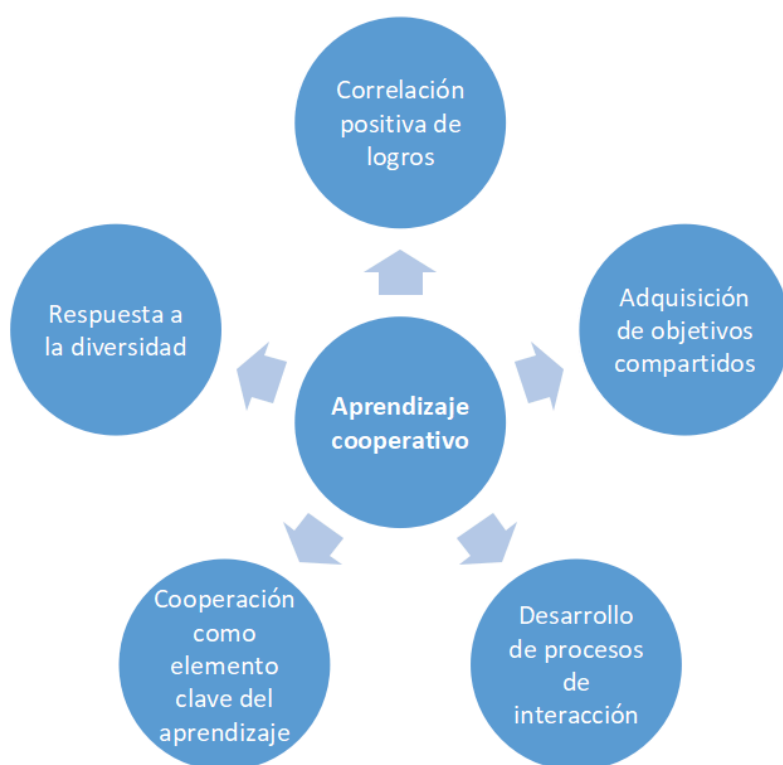 Correlación
positiva de
logros
Adquisición
de objetivos
compartidos
Desarrollo
de procesos
de
interacción
Cooperación
como
elemento
clave del
aprendizaje
Respuesta a
la diversidad
Aprendizaje
cooperativo